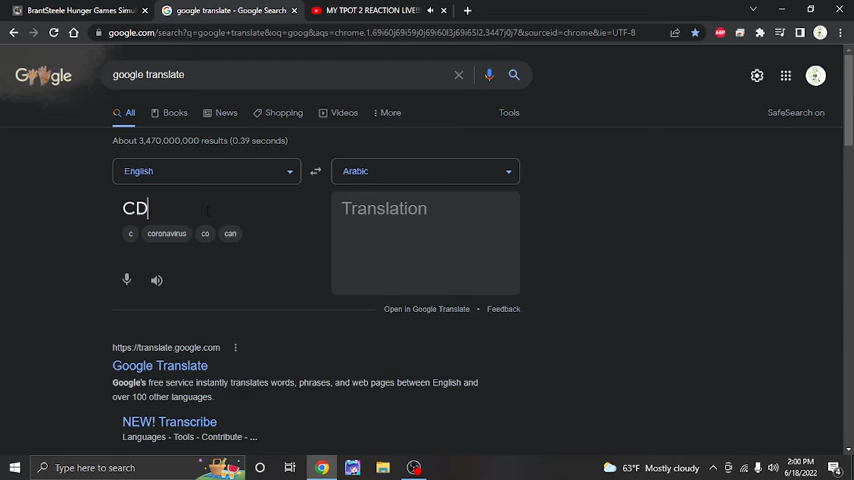 BrantSteele Hunger Games Simul
google translate - Google Search
MY TPOT 2 REACTION LIVE!!
google.com/search?q=google+translate&oq=goog&aqs=chrome.1.69i60j69i59j0j69i60l3j69i65l2.3447j0j7&sourceid=chrome&ie=UTF-8
ABP
Google
google translate
All
Books
News
Shopping
Videos
More
Tools
SafeSearch on
About 3,470,000,000 results (0.39 seconds)
English
Arabic
CD
Translation
c
coronavirus
co
can
Open in Google Translate • Feedback
https://translate.google.com
Google Translate
Google's free service instantly translates words, phrases, and web pages between English and
over 100 other languages.
NEW! Transcribe
Languages - Tools - Contribute - ...
Type here to search
63°F Mostly cloudy
2:00 PM
6/18/2022
4